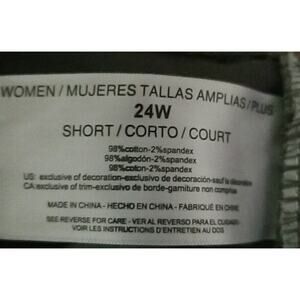 WOMEN / MUJERES TALLAS AMPLIAS / PLUS
24W
SHORT / CORTO / COURT
98%cotton-2%spandex
98%algodón-2%spandex
98%coton-2%spandex
US: exclusive of decoration-exclusivo de decoración-sauf la décoration
CA:exclusive of trim-exclusivo de borde-garniture non comprise
MADE IN CHINA - HECHO EN CHINA - FABRIQUÉ EN CHINE
SEE REVERSE FOR CARE - VER AL REVERSO PARA EL CUIDADO
VOIR LES INSTRUCTIONS D'ENTRETIEN AU DOS